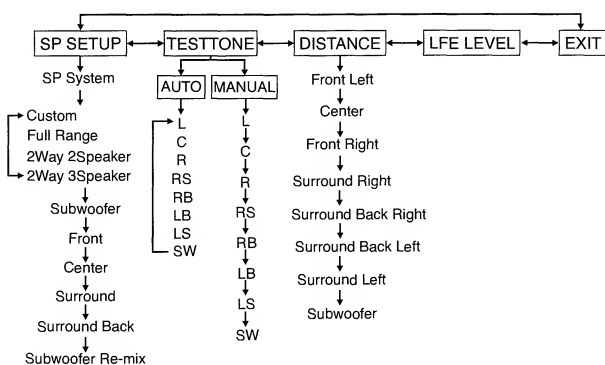 SP SETUP
TESTTONE
DISTANCE
LFE LEVEL
EXIT
SP System
Custom
Full Range
2Way 2Speaker
2Way 3Speaker
Subwoofer
Front
Center
Surround
Surround Back
Subwoofer Re-mix
AUTO
L
C
R
RS
RB
LB
LS
SW
MANUAL
L
C
R
RS
RB
LB
LS
SW
Front Left
Center
Front Right
Surround Right
Surround Back Right
Surround Back Left
Surround Left
Subwoofer